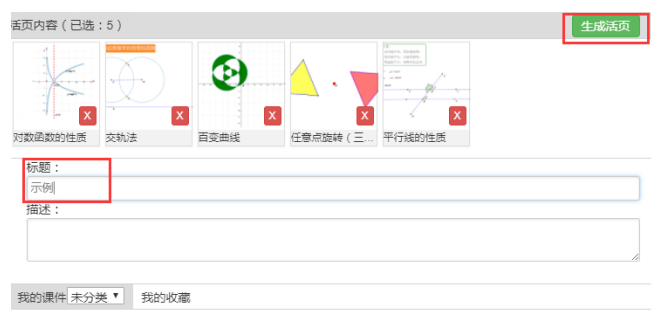 活页内容（已选：5）
生成活页
X
X
X
X
X
对数函数的性质
交轨法
百变曲线
任意点旋转（三...
平行线的性质
标题：
示例
描述：
我的课件 未分类 ▼ 我的收藏